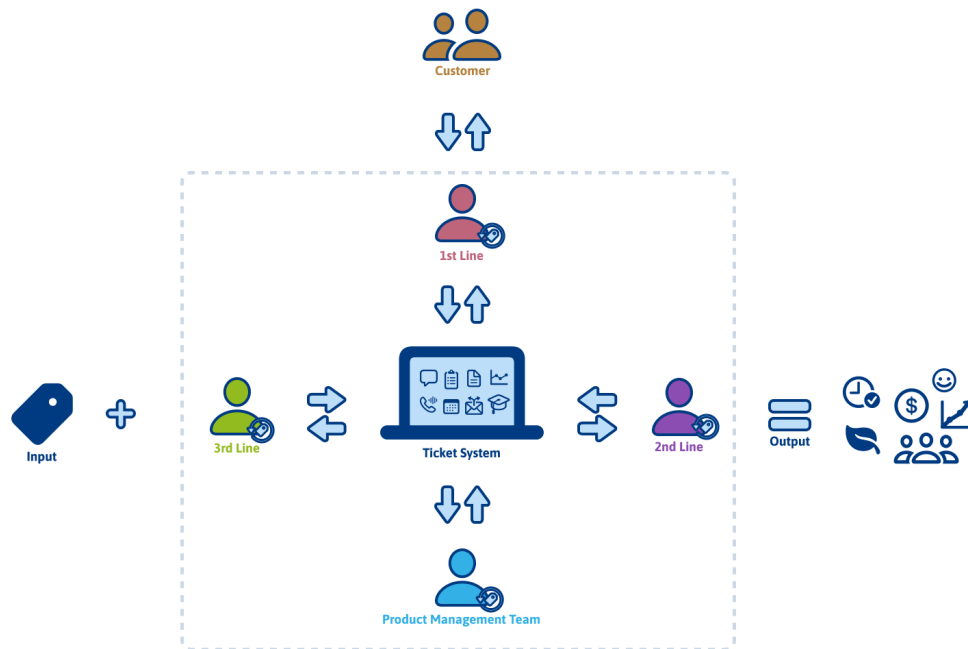 Customer
1st Line
3rd Line
Ticket System
2nd Line
Output
Input
$
Product Management Team